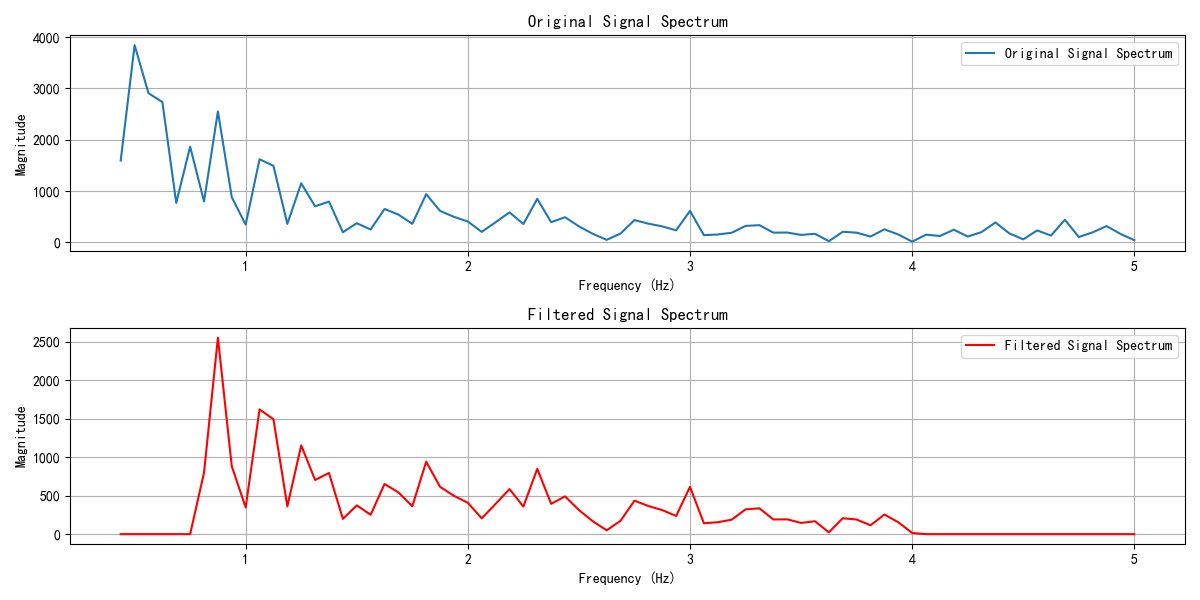 Original Signal Spectrum
4000
3000
2000
1000
0
Magnitude
Original Signal Spectrum
1 2 3 4 5
Frequency (Hz)
Filtered Signal Spectrum
2500
2000
1500
1000
500
0
Magnitude
Filtered Signal Spectrum
1 2 3 4 5
Frequency (Hz)